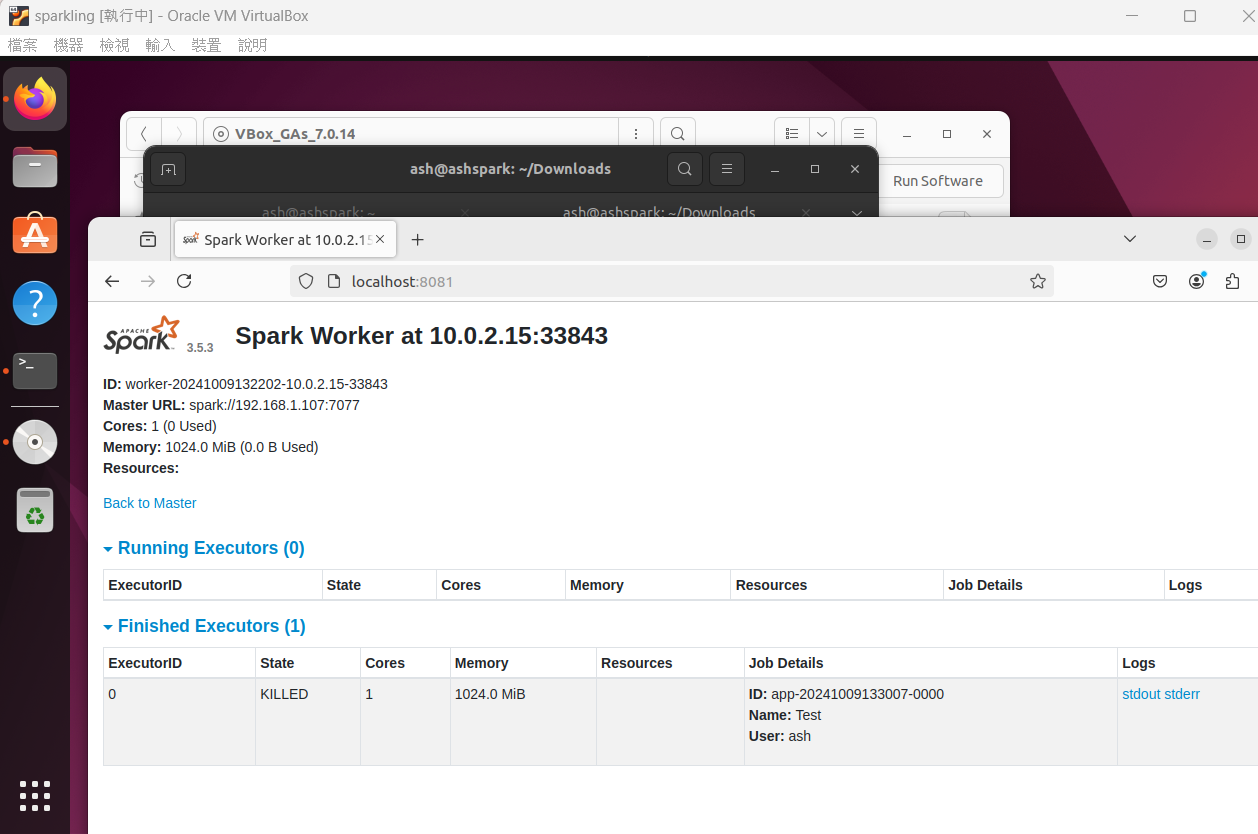 sparkling [執行中] - Oracle VM VirtualBox
檔案 機器 檢視 輸入 裝置 說明
VBox_GAs_7.0.14
ash@ashspark: ~/Downloads
Run Software
ash@ashspark: ~ ash@ashspark: ~/Downloads
Spark Worker at 10.0.2.15
localhost:8081
APACHE Spark 3.5.3 Spark Worker at 10.0.2.15:33843
ID: worker-20241009132202-10.0.2.15-33843
Master URL: spark://192.168.1.107:7077
Cores: 1 (0 Used)
Memory: 1024.0 MiB (0.0 B Used)
Resources:
Back to Master
Running Executors (0)
ExecutorID State Cores Memory Resources Job Details Logs
Finished Executors (1)
ExecutorID State Cores Memory Resources Job Details Logs
0 KILLED 1 1024.0 MiB ID: app-20241009133007-0000 stdout stderr
Name: Test
User: ash